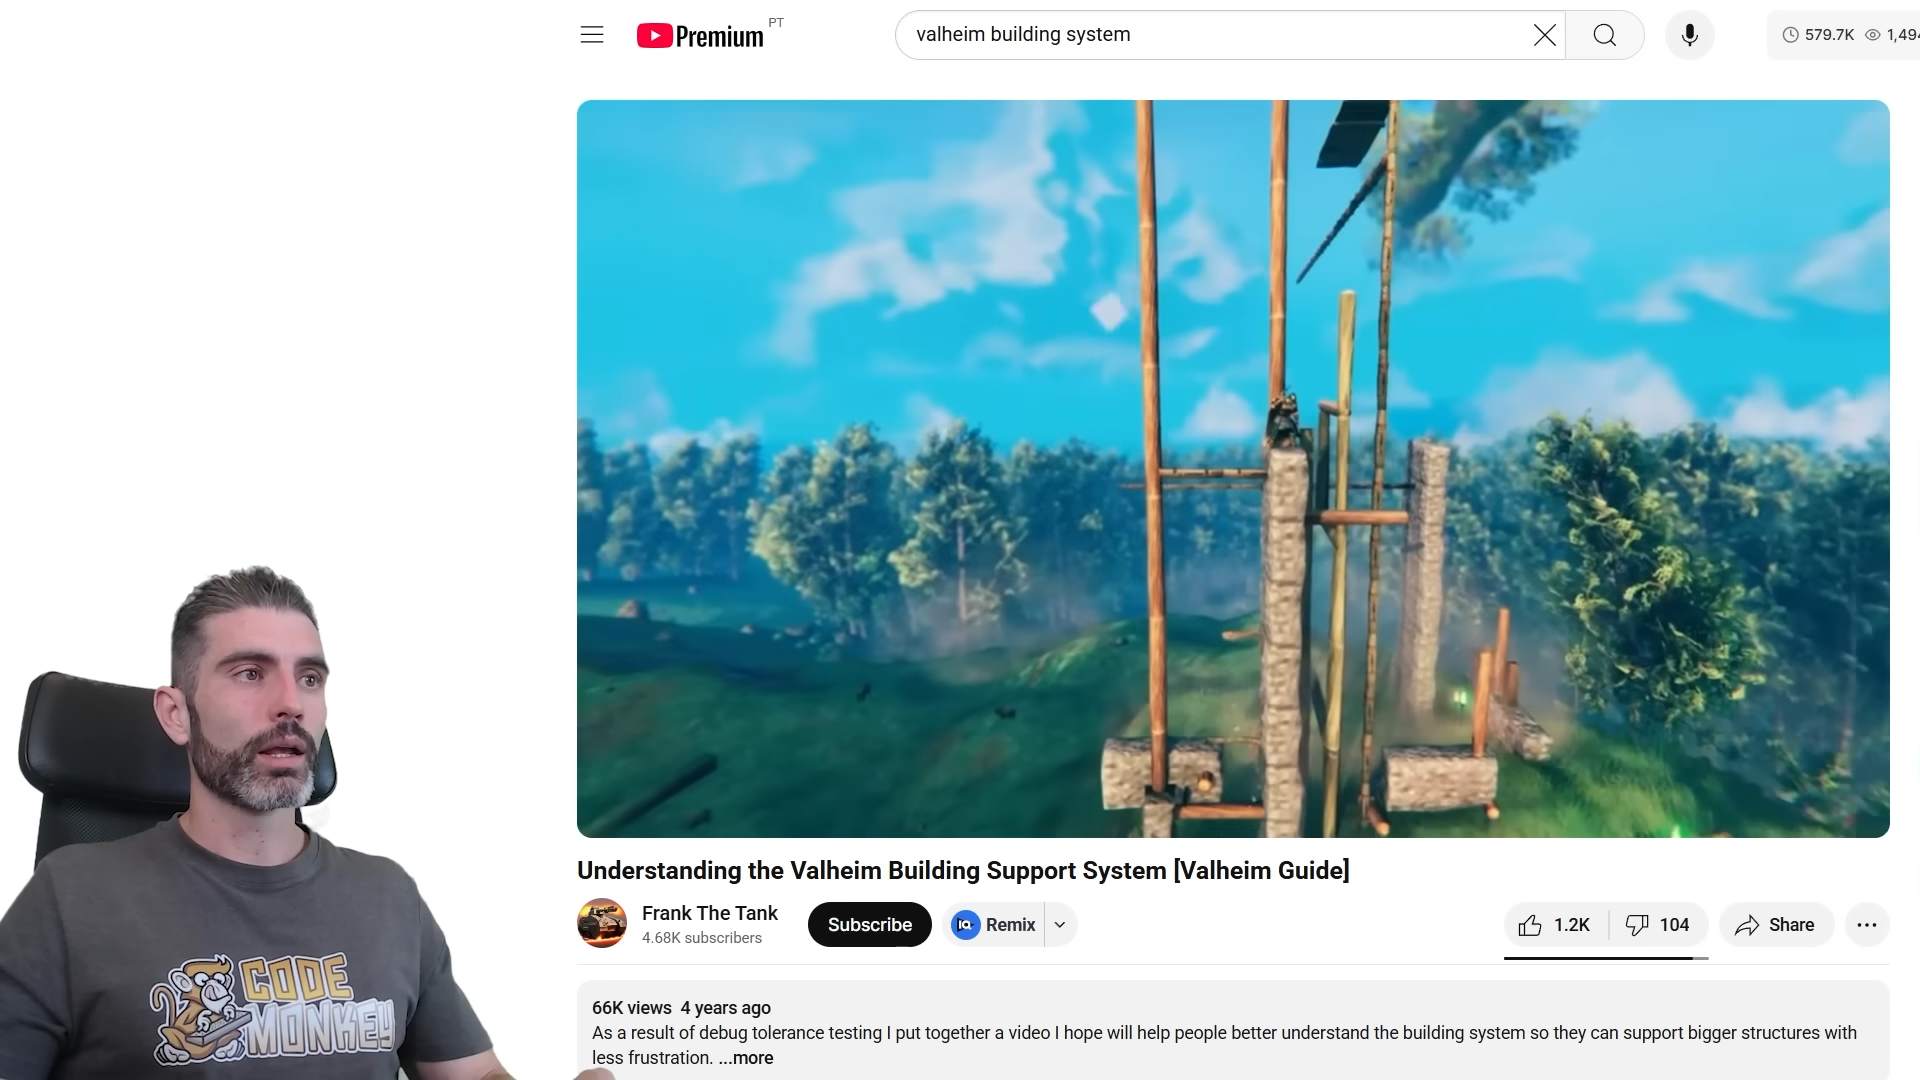 Premium PT
valheim building system
579.7K 1,494
Understanding the Valheim Building Support System [Valheim Guide]
Frank The Tank
4.68K subscribers
Subscribe
Remix
1.2K
104
Share
66K views 4 years ago
As a result of debug tolerance testing I put together a video I hope will help people better understand the building system so they can support bigger structures with
less frustration. ...more
CODE
MONKEY